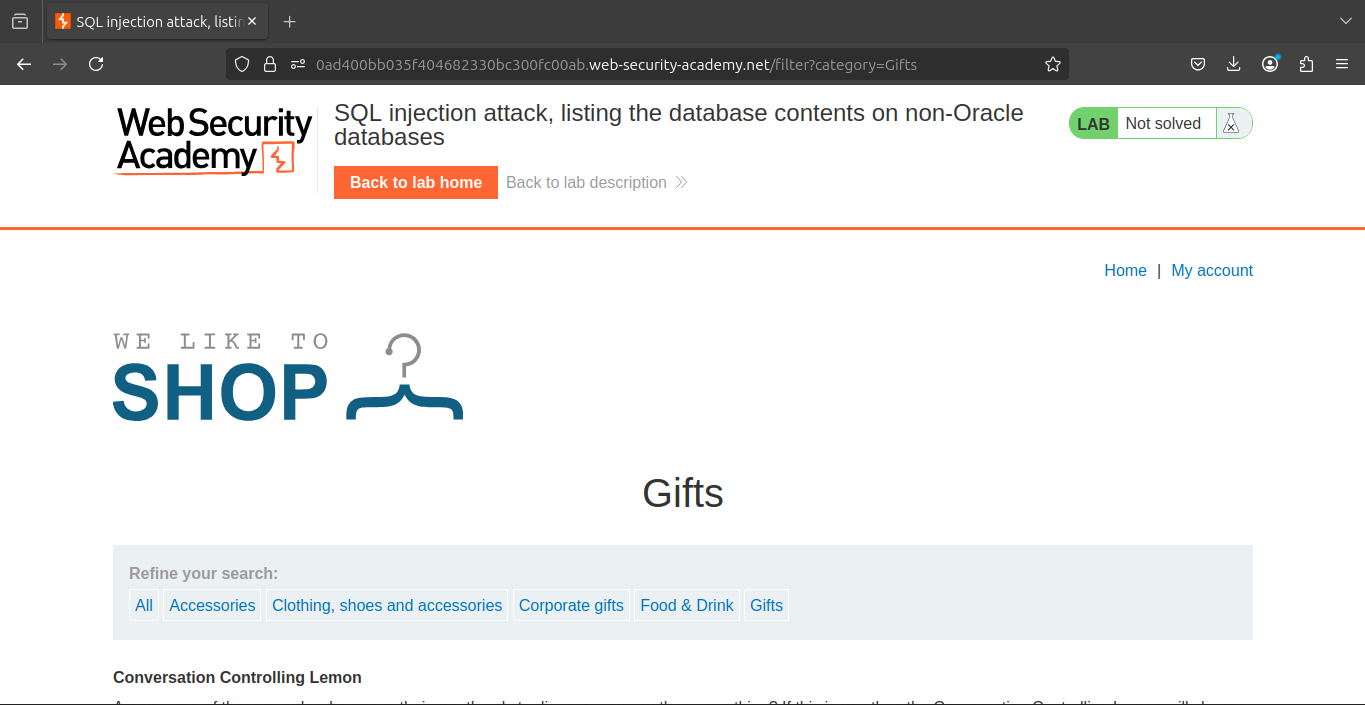 SQL injection attack, listin
0ad400bb035f404682330bc300fc00ab.web-security-academy.net/filter?category=Gifts
Web Security
Academy
SQL injection attack, listing the database contents on non-Oracle
databases
LAB Not solved
Back to lab home Back to lab description
Home | My account
WE LIKE TO
SHOP
Gifts
Refine your search:
All Accessories Clothing, shoes and accessories Corporate gifts Food & Drink Gifts
Conversation Controlling Lemon